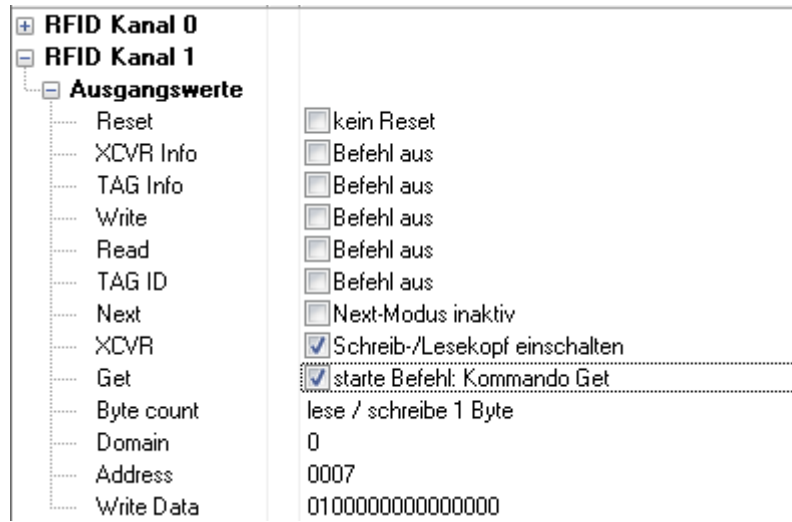 RFID Kanal 0
RFID Kanal 1
Ausgangswerte
Reset kein Reset
XCVR Info Befehl aus
TAG Info Befehl aus
Write Befehl aus
Read Befehl aus
TAG ID Befehl aus
Next Next-Modus inaktiv
XCVR Schreib-/Lesekopf einschalten
Get starte Befehl: Kommando Get
Byte count lese / schreibe 1 Byte
Domain 0
Address 0007
Write Data 0100000000000000